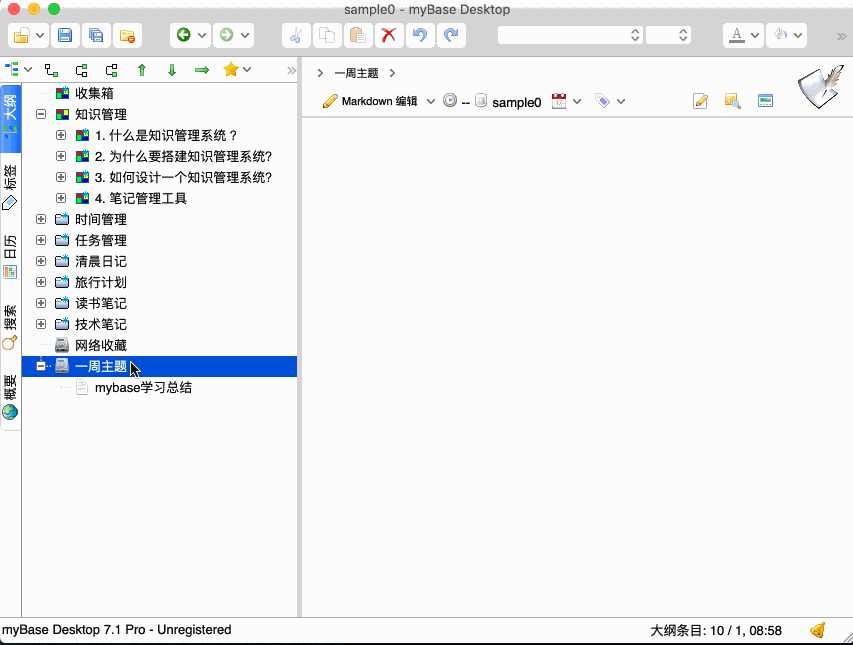 sample0 - myBase Desktop
A
一周主题
Markdown 编辑
--
sample0
大纲
标签
日历
搜索
概要
收集箱
知识管理
1. 什么是知识管理系统 ?
2. 为什么要搭建知识管理系统?
3. 如何设计一个知识管理系统?
4. 笔记管理工具
时间管理
任务管理
清晨日记
旅行计划
读书笔记
技术笔记
网络收藏
一周主题
mybase学习总结
myBase Desktop 7.1 Pro - Unregistered
大纲条目: 10 / 1, 08:58